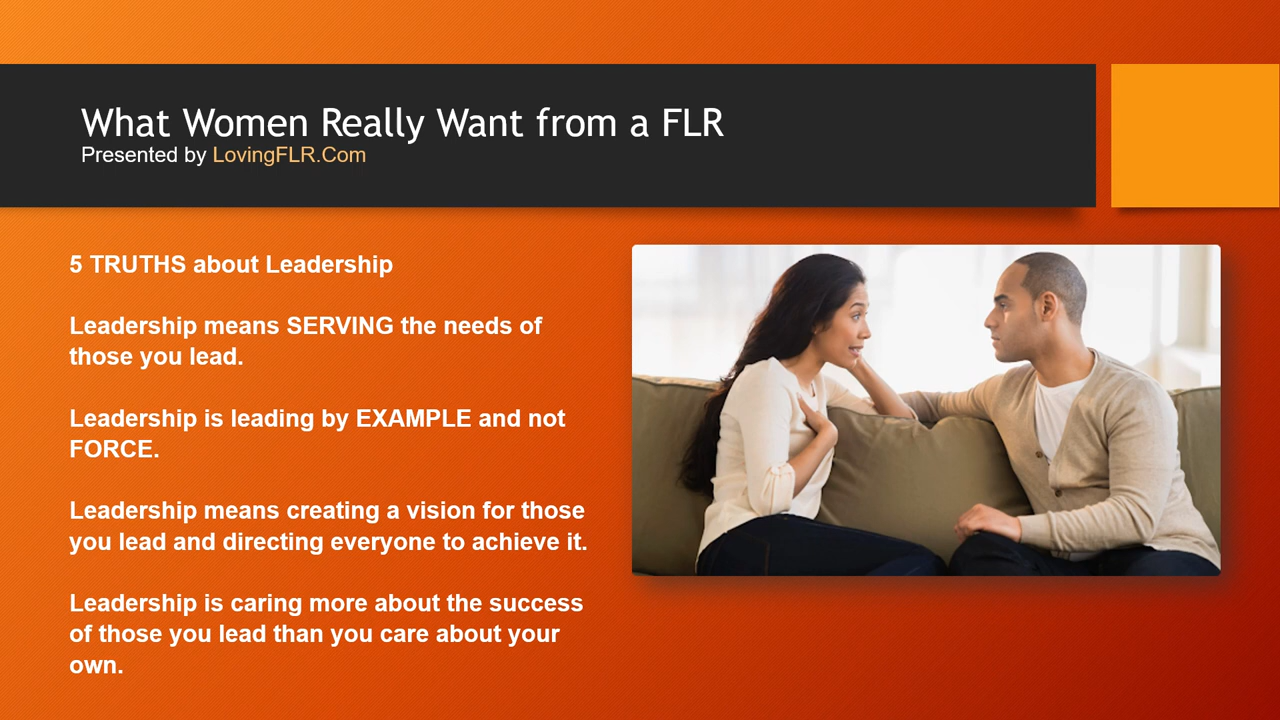 What Women Really Want from a FLR
Presented by LovingFLR.Com
5 TRUTHS about Leadership
Leadership means SERVING the needs of
those you lead.
Leadership is leading by EXAMPLE and not
FORCE.
Leadership means creating a vision for those
you lead and directing everyone to achieve it.
Leadership is caring more about the success
of those you lead than you care about your
own.